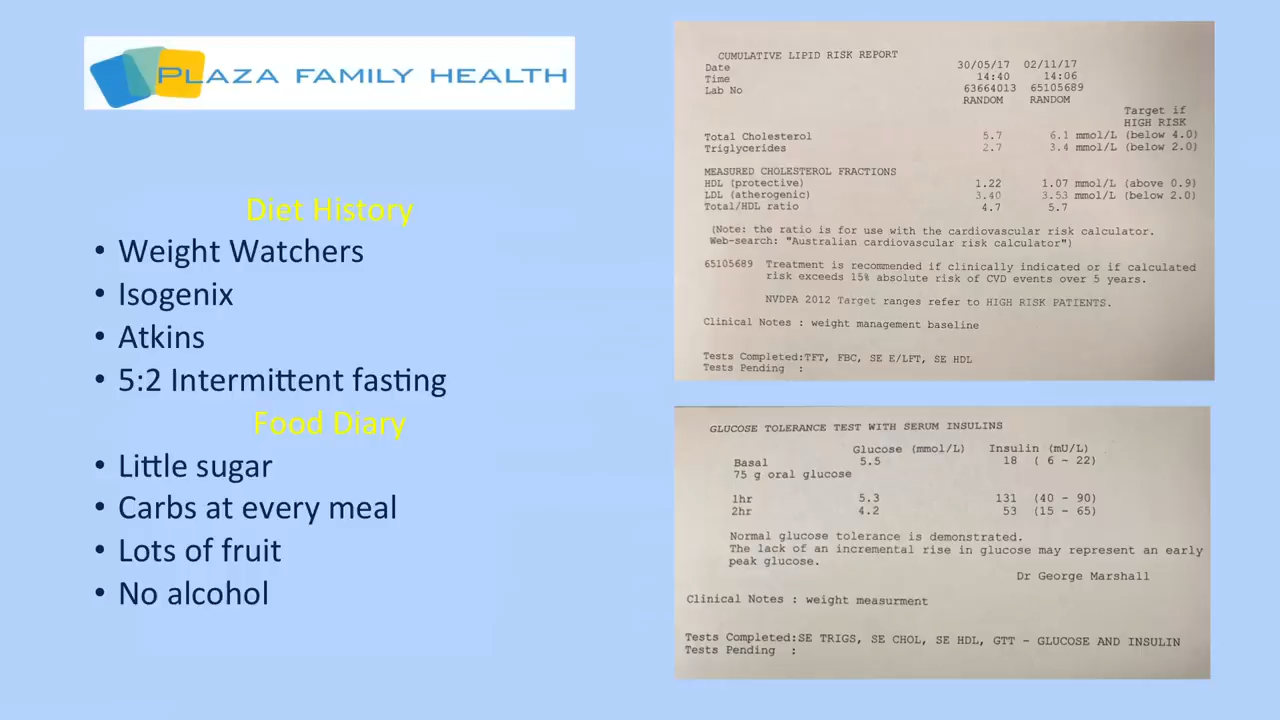 PLAZA FAMILY HEALTH
Diet History
• Weight Watchers
• Isogenix
• Atkins
• 5:2 Intermittent fasting
Food Diary
• Little sugar
• Carbs at every meal
• Lots of fruit
• No alcohol
CUMULATIVE LIPID RISK REPORT
Date 30/05/17 02/11/17
Time 14:40 14:06
Lab No 63664013 65105689
RANDOM RANDOM
Target if
HIGH RISK
Total Cholesterol 5.7 6.1 mmol/L (below 4.0)
Triglycerides 2.7 3.4 mmol/L (below 2.0)
MEASURED CHOLESTEROL FRACTIONS
HDL (protective) 1.22 1.07 mmol/L (above 0.9)
LDL (atherogenic) 3.40 3.53 mmol/L (below 2.0)
Total/HDL ratio 4.7 5.7
(Note: the ratio is for use with the cardiovascular risk calculator.
Web-search: "Australian cardiovascular risk calculator")
65105689 Treatment is recommended if clinically indicated or if calculated
risk exceeds 15% absolute risk of CVD events over 5 years.
NVDPA 2012 Target ranges refer to HIGH RISK PATIENTS.
Clinical Notes : weight management baseline
Tests Completed:TFT, FBC, SE E/LFT, SE HDL
Tests Pending :
GLUCOSE TOLERANCE TEST WITH SERUM INSULINS
Glucose (mmol/L) Insulin (mU/L)
Basal 5.5 18 ( 6 - 22)
75 g oral glucose
1hr 5.3 131 (40 - 90)
2hr 4.2 53 (15 - 65)
Normal glucose tolerance is demonstrated.
The lack of an incremental rise in glucose may represent an early
peak glucose.
Dr George Marshall
Clinical Notes : weight measurment
Tests Completed:SE TRIGS, SE CHOL, SE HDL, GTT - GLUCOSE AND INSULIN
Tests Pending :